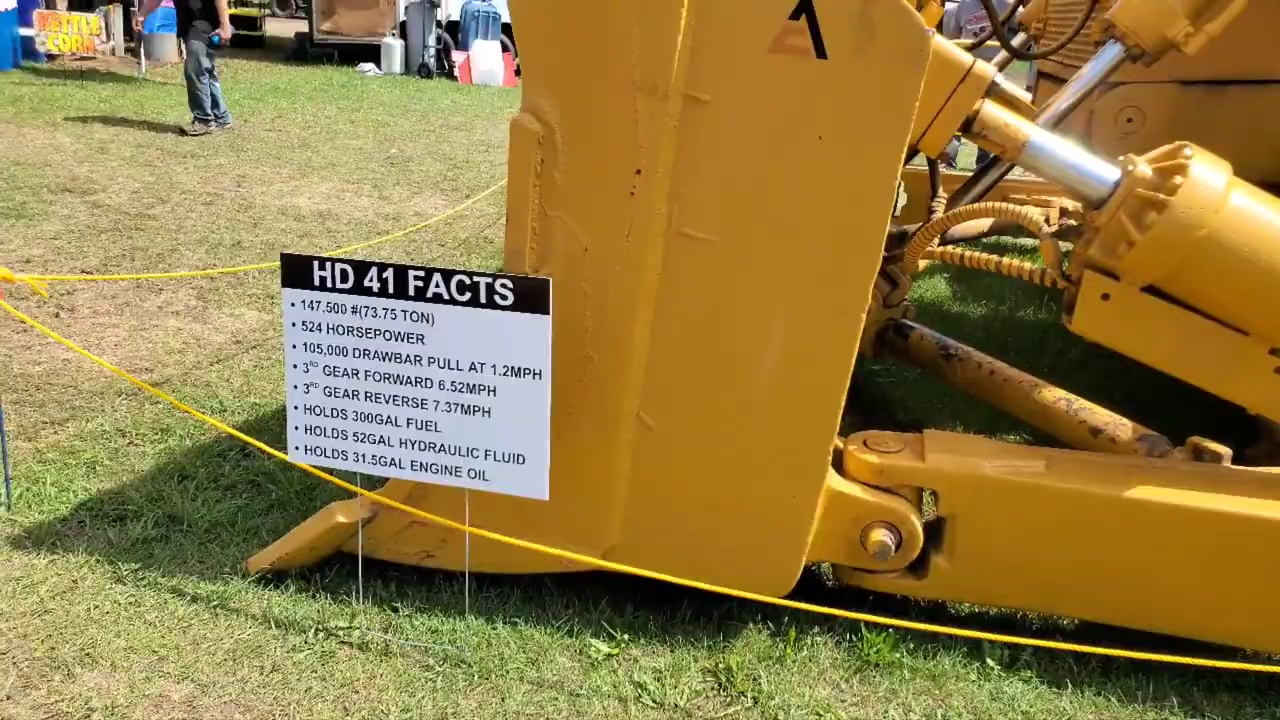 KETTLE
CORN
HD 41 FACTS
• 147,500 #(73.75 TON)
• 524 HORSEPOWER
• 105,000 DRAWBAR PULL AT 1.2MPH
• 3RD GEAR FORWARD 6.52MPH
• 3RD GEAR REVERSE 7.37MPH
• HOLDS 300GAL FUEL
• HOLDS 52GAL HYDRAULIC FLUID
• HOLDS 31.5GAL ENGINE OIL